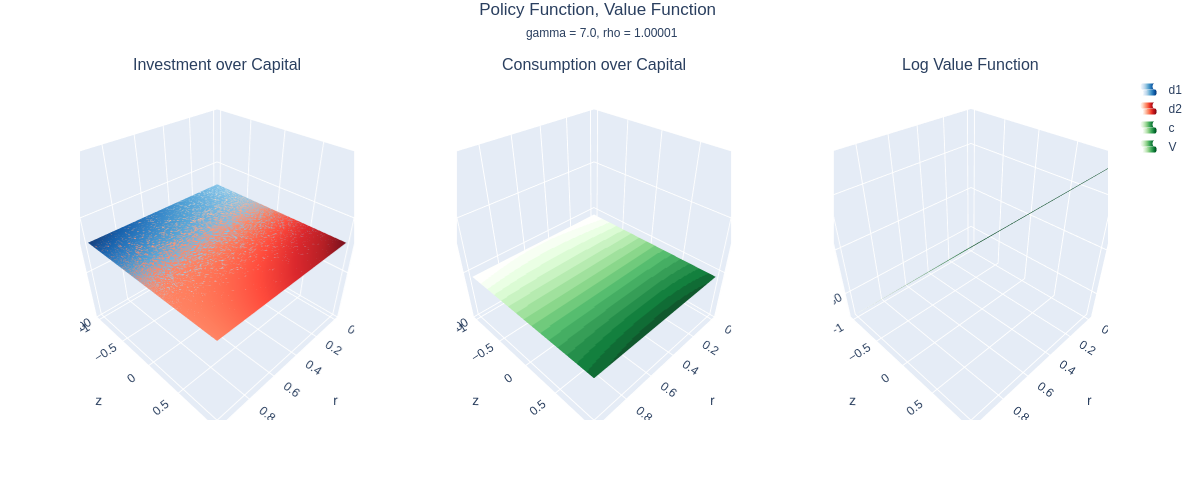 Policy Function, Value Function
gamma = 7.0, rho = 1.00001
Investment over Capital
Consumption over Capital
Log Value Function
d1
d2
c
V
−0.5
0
0.5
z
0.2
0.4
0.6
0.8
r
−0.5
0
0.5
z
0.2
0.4
0.6
0.8
r
−1
−0.5
0
0.5
z
0.2
0.4
0.6
0.8
r